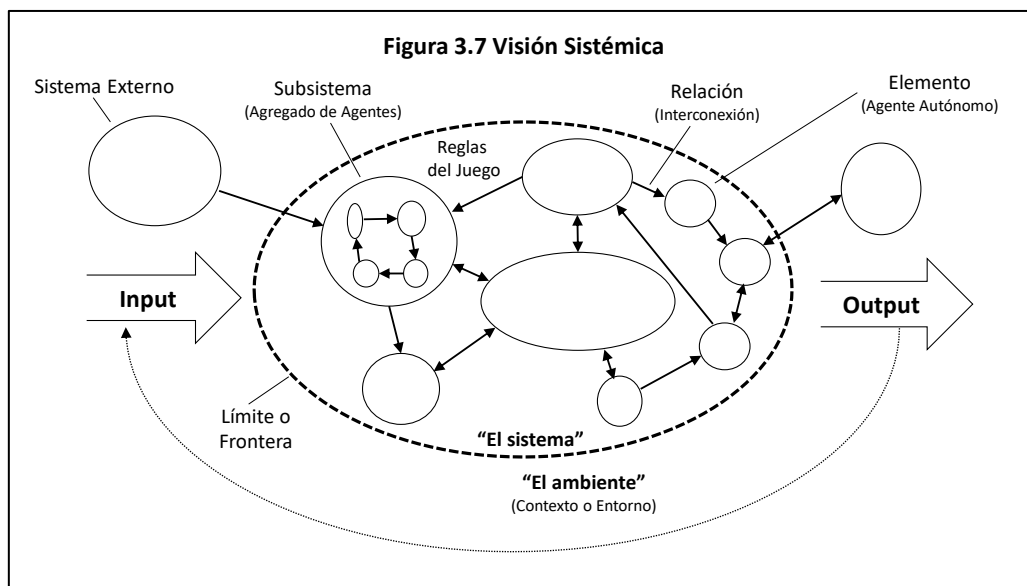 Figura 3.7 Visión Sistémica
Sistema Externo
Subsistema
(Agregado de Agentes)
Relación
(Interconexión)
Elemento
(Agente Autónomo)
Reglas
del Juego
Input
Output
Límite o
Frontera
“El sistema”
“El ambiente”
(Contexto o Entorno)